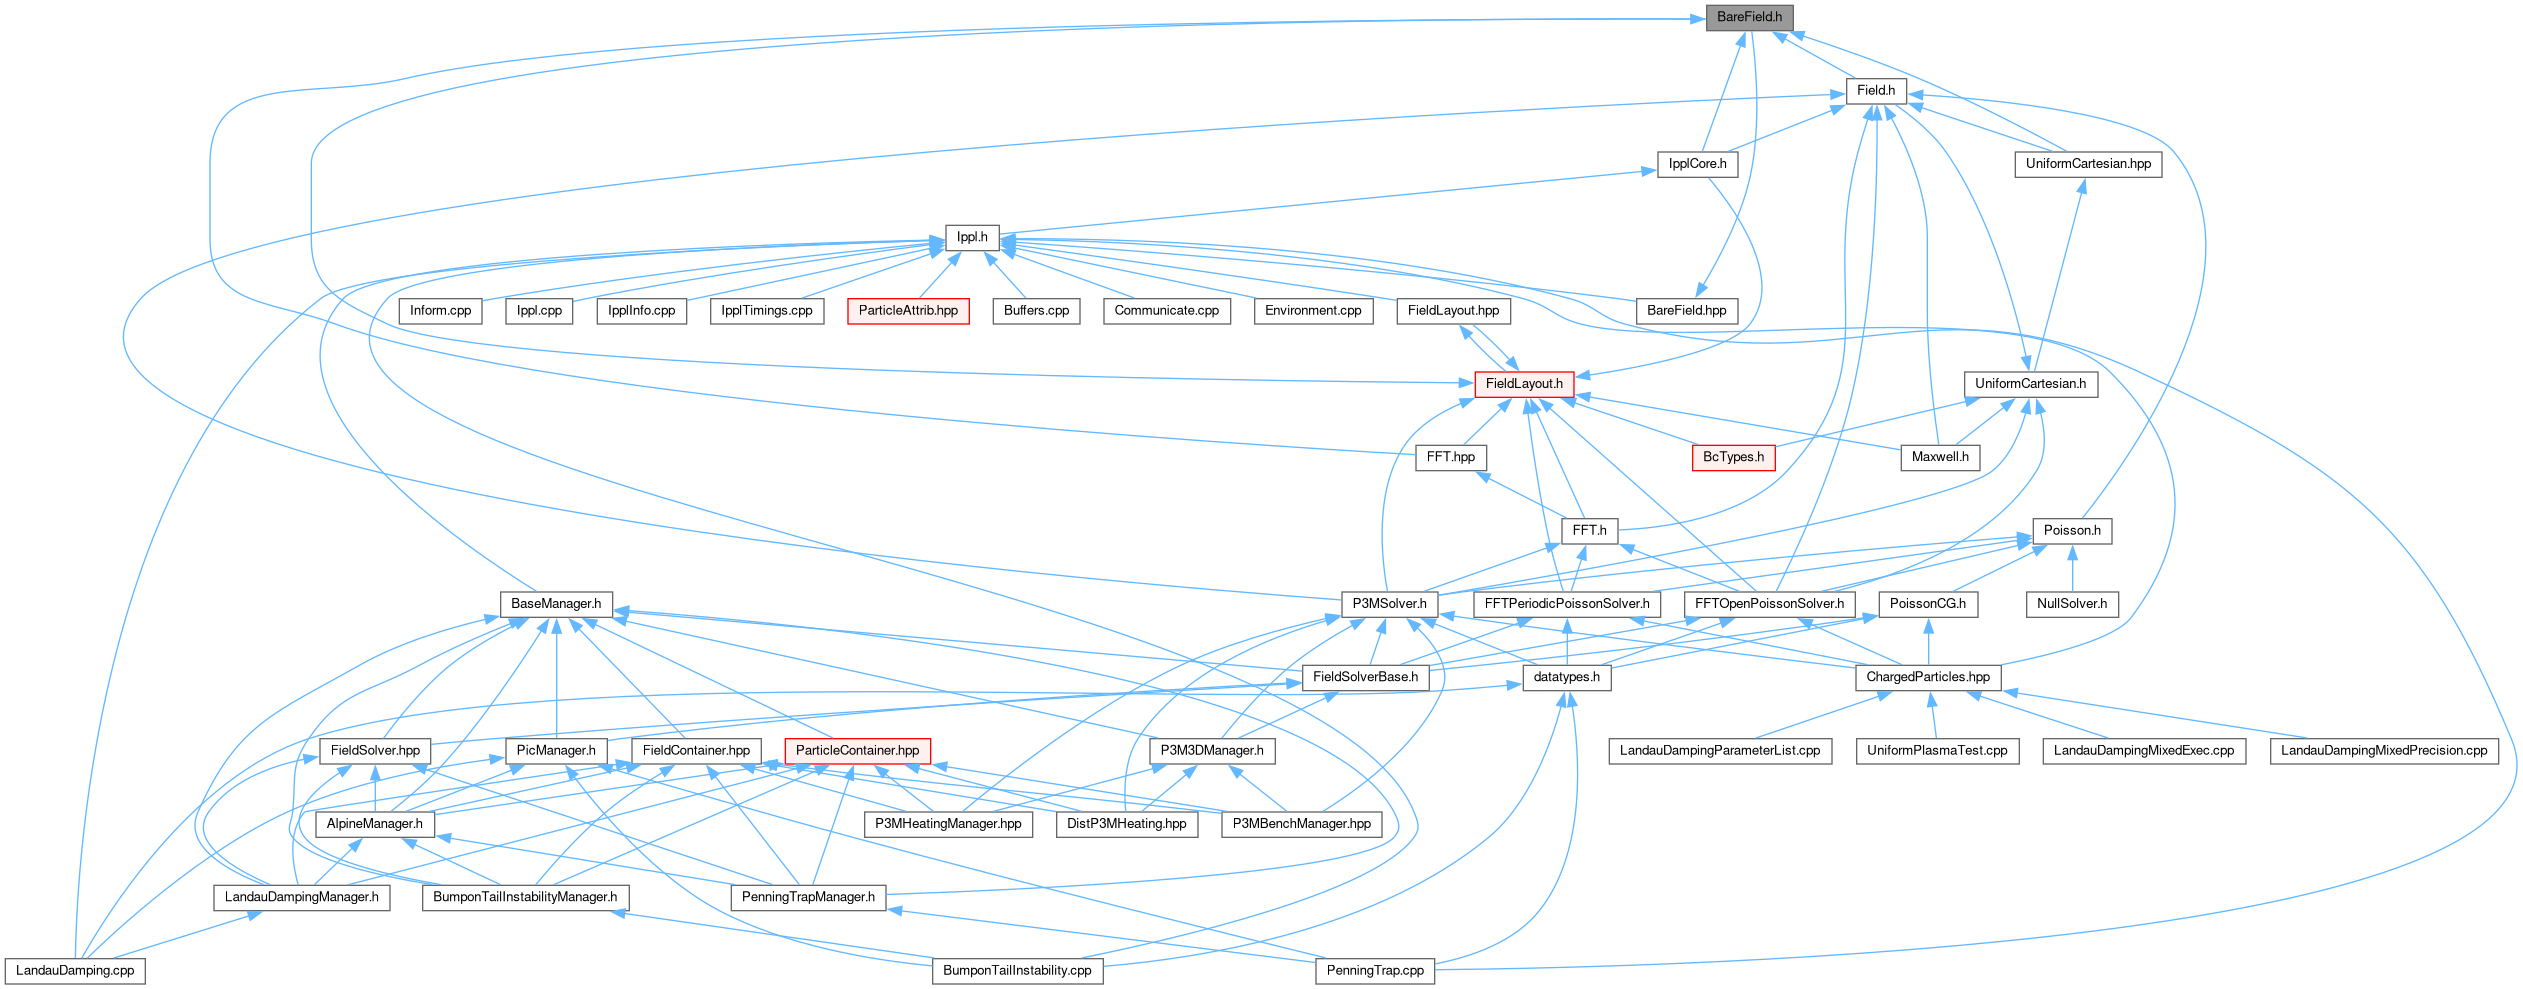 BareField.h
Field.h
IpplCore.h
UniformCartesian.hpp
Ippl.h
Inform.cpp
Ippl.cpp
IpplInfo.cpp
IpplTimings.cpp
ParticleAttrib.hpp
Buffers.cpp
Communicate.cpp
Environment.cpp
FieldLayout.hpp
BareField.hpp
FieldLayout.h
UniformCartesian.h
FFT.hpp
BcTypes.h
Maxwell.h
FFT.h
Poisson.h
BaseManager.h
P3MSolver.h
FFTPeriodicPoissonSolver.h
FFTOpenPoissonSolver.h
PoissonCG.h
NullSolver.h
FieldSolverBase.h
datatypes.h
ChargedParticles.hpp
FieldSolver.hpp
PicManager.h
FieldContainer.hpp
ParticleContainer.hpp
P3M3DManager.h
LandauDampingParameterList.cpp
UniformPlasmaTest.cpp
LandauDampingMixedExec.cpp
LandauDampingMixedPrecision.cpp
AlpineManager.h
P3MHeatingManager.hpp
DistP3MHeating.hpp
P3MBenchManager.hpp
LandauDampingManager.h
BumponTailInstabilityManager.h
PenningTrapManager.h
LandauDamping.cpp
BumponTailInstability.cpp
PenningTrap.cpp